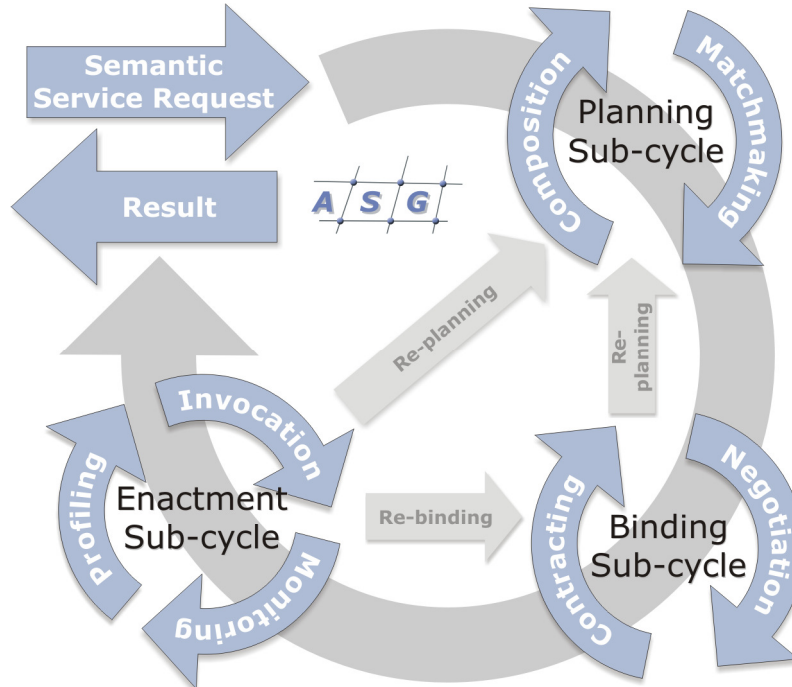 Semantic
Service Request
Result
A S G
Composition
Planning
Sub-cycle
Matchmaking
Re-planning
Re-
planning
Invocation
Profiling
Enactment
Sub-cycle
Monitoring
Re-binding
Contracting
Binding
Sub-cycle
Negotiation